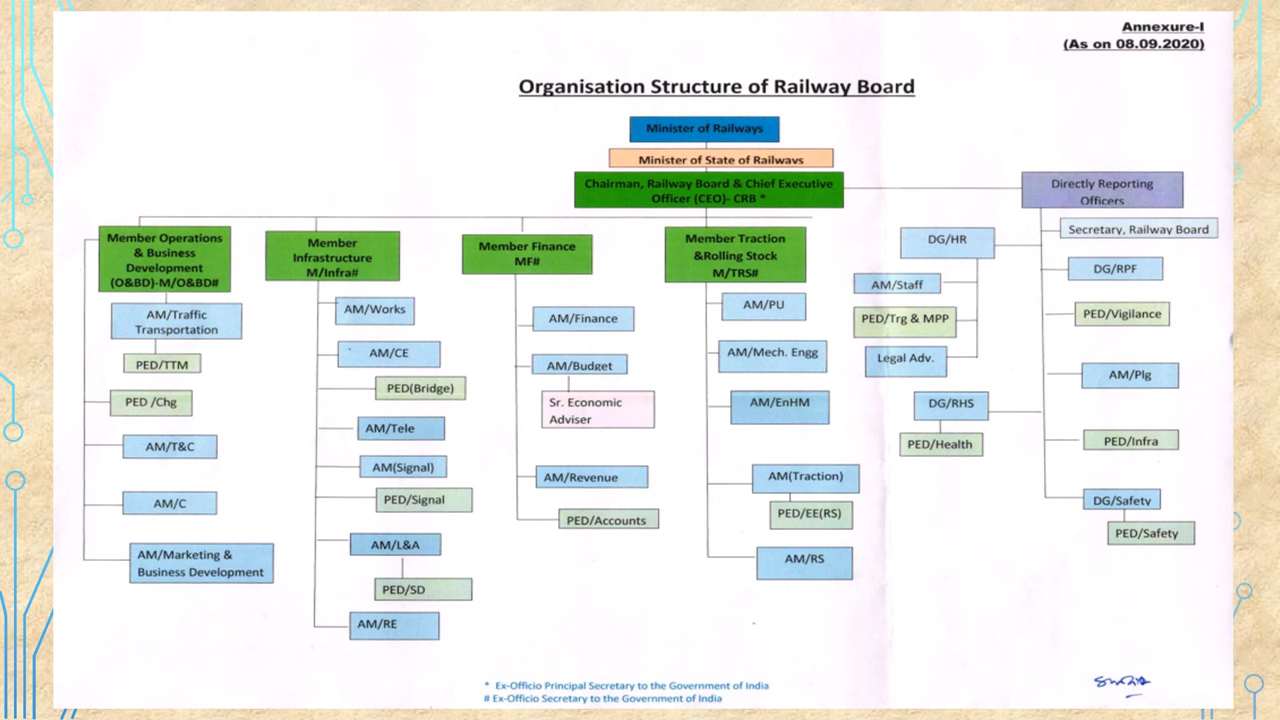 Annexure-I
(As on 08.09.2020)
Organisation Structure of Railway Board
Minister of Railways
Minister of State of Railways
Chairman, Railway Board & Chief Executive
Officer (CEO)- CRB *
Directly Reporting
Officers
Member Operations
& Business
Development
(O&BD)-M/O&BD#
AM/Traffic
Transportation
PED/TTM
PED /Chg
AM/T&C
AM/C
AM/Marketing &
Business Development
Member
Infrastructure
M/Infra#
AM/Works
AM/CE
PED(Bridge)
AM/Tele
AM(Signal)
PED/Signal
AM/L&A
PED/SD
AM/RE
Member Finance
MF#
AM/Finance
AM/Budget
Sr. Economic
Adviser
AM/Revenue
PED/Accounts
Member Traction
&Rolling Stock
M/TRS#
AM/PU
AM/Mech. Engg
AM/EnHM
AM(Traction)
PED/EE(RS)
AM/RS
DG/HR
AM/Staff
PED/Trg & MPP
Legal Adv.
DG/RHS
PED/Health
Secretary, Railway Board
DG/RPF
PED/Vigilance
AM/Plg
PED/Infra
DG/Safety
PED/Safety
* Ex-Officio Principal Secretary to the Government of India
# Ex-Officio Secretary to the Government of India